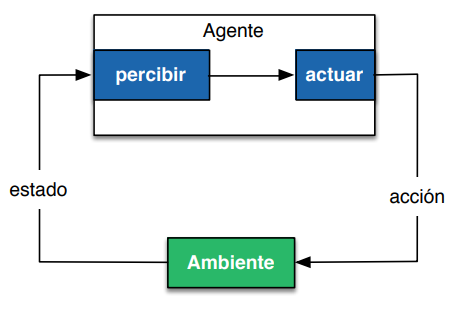 Agente
percibir
actuar
estado
acción
Ambiente